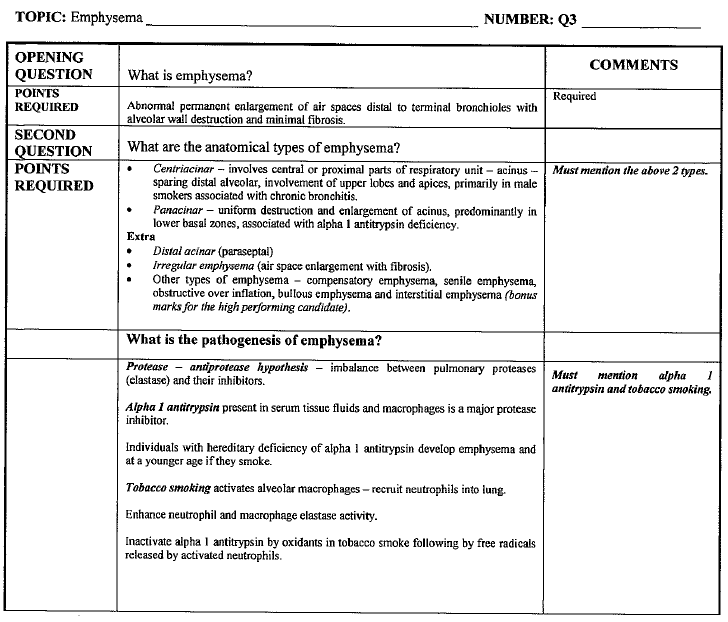 TOPIC: Emphysema
NUMBER: Q3
OPENING QUESTION
What is emphysema?
COMMENTS
POINTS REQUIRED
Abnormal permanent enlargement of air spaces distal to terminal bronchioles with
alveolar wall destruction and minimal fibrosis.
Required
SECOND QUESTION
What are the anatomical types of emphysema?
POINTS REQUIRED
• Centriacinar – involves central or proximal parts of respiratory unit – acinus –
sparing distal alveolar, involvement of upper lobes and apices, primarily in male
smokers associated with chronic bronchitis.
• Panacinar – uniform destruction and enlargement of acinus, predominantly in
lower basal zones, associated with alpha 1 antitrypsin deficiency.
Extra
• Distal acinar (paraseptal)
• Irregular emphysema (air space enlargement with fibrosis).
• Other types of emphysema – compensatory emphysema, senile emphysema,
obstructive over inflation, bullous emphysema and interstitial emphysema (bonus
marks for the high performing candidate).
Must mention the above 2 types.
What is the pathogenesis of emphysema?
Protease – antiprotease hypothesis – imbalance between pulmonary proteases
(elastase) and their inhibitors.
Alpha 1 antitrypsin present in serum tissue fluids and macrophages is a major protease
inhibitor.
Individuals with hereditary deficiency of alpha 1 antitrypsin develop emphysema and
at a younger age if they smoke.
Tobacco smoking activates alveolar macrophages – recruit neutrophils into lung.
Enhance neutrophil and macrophage elastase activity.
Inactivate alpha 1 antitrypsin by oxidants in tobacco smoke following by free radicals
released by activated neutrophils.
Must mention alpha 1
antitrypsin and tobacco smoking.